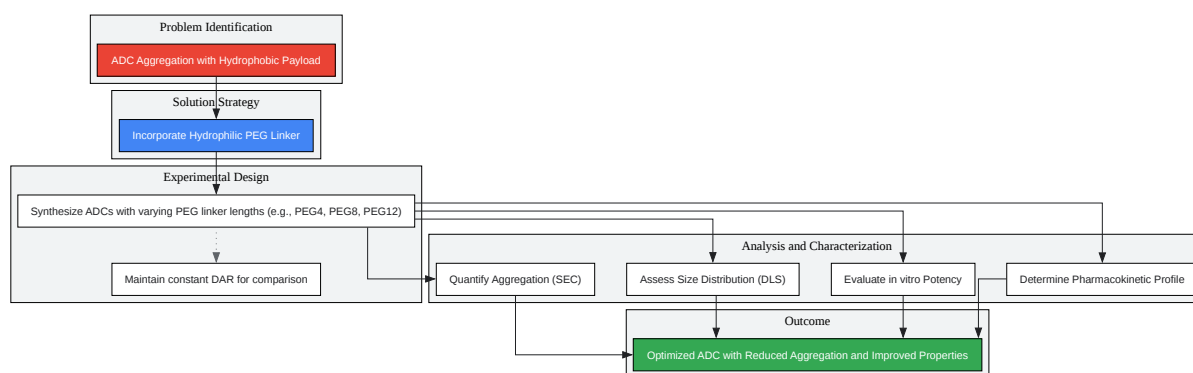 Problem Identification
ADC Aggregation with Hydrophobic Payload
Solution Strategy
Incorporate Hydrophilic PEG Linker
Experimental Design
Synthesize ADCs with varying PEG linker lengths (e.g., PEG4, PEG8, PEG12)
Maintain constant DAR for comparison
Analysis and Characterization
Quantify Aggregation (SEC)
Assess Size Distribution (DLS)
Evaluate in vitro Potency
Determine Pharmacokinetic Profile
Outcome
Optimized ADC with Reduced Aggregation and Improved Properties